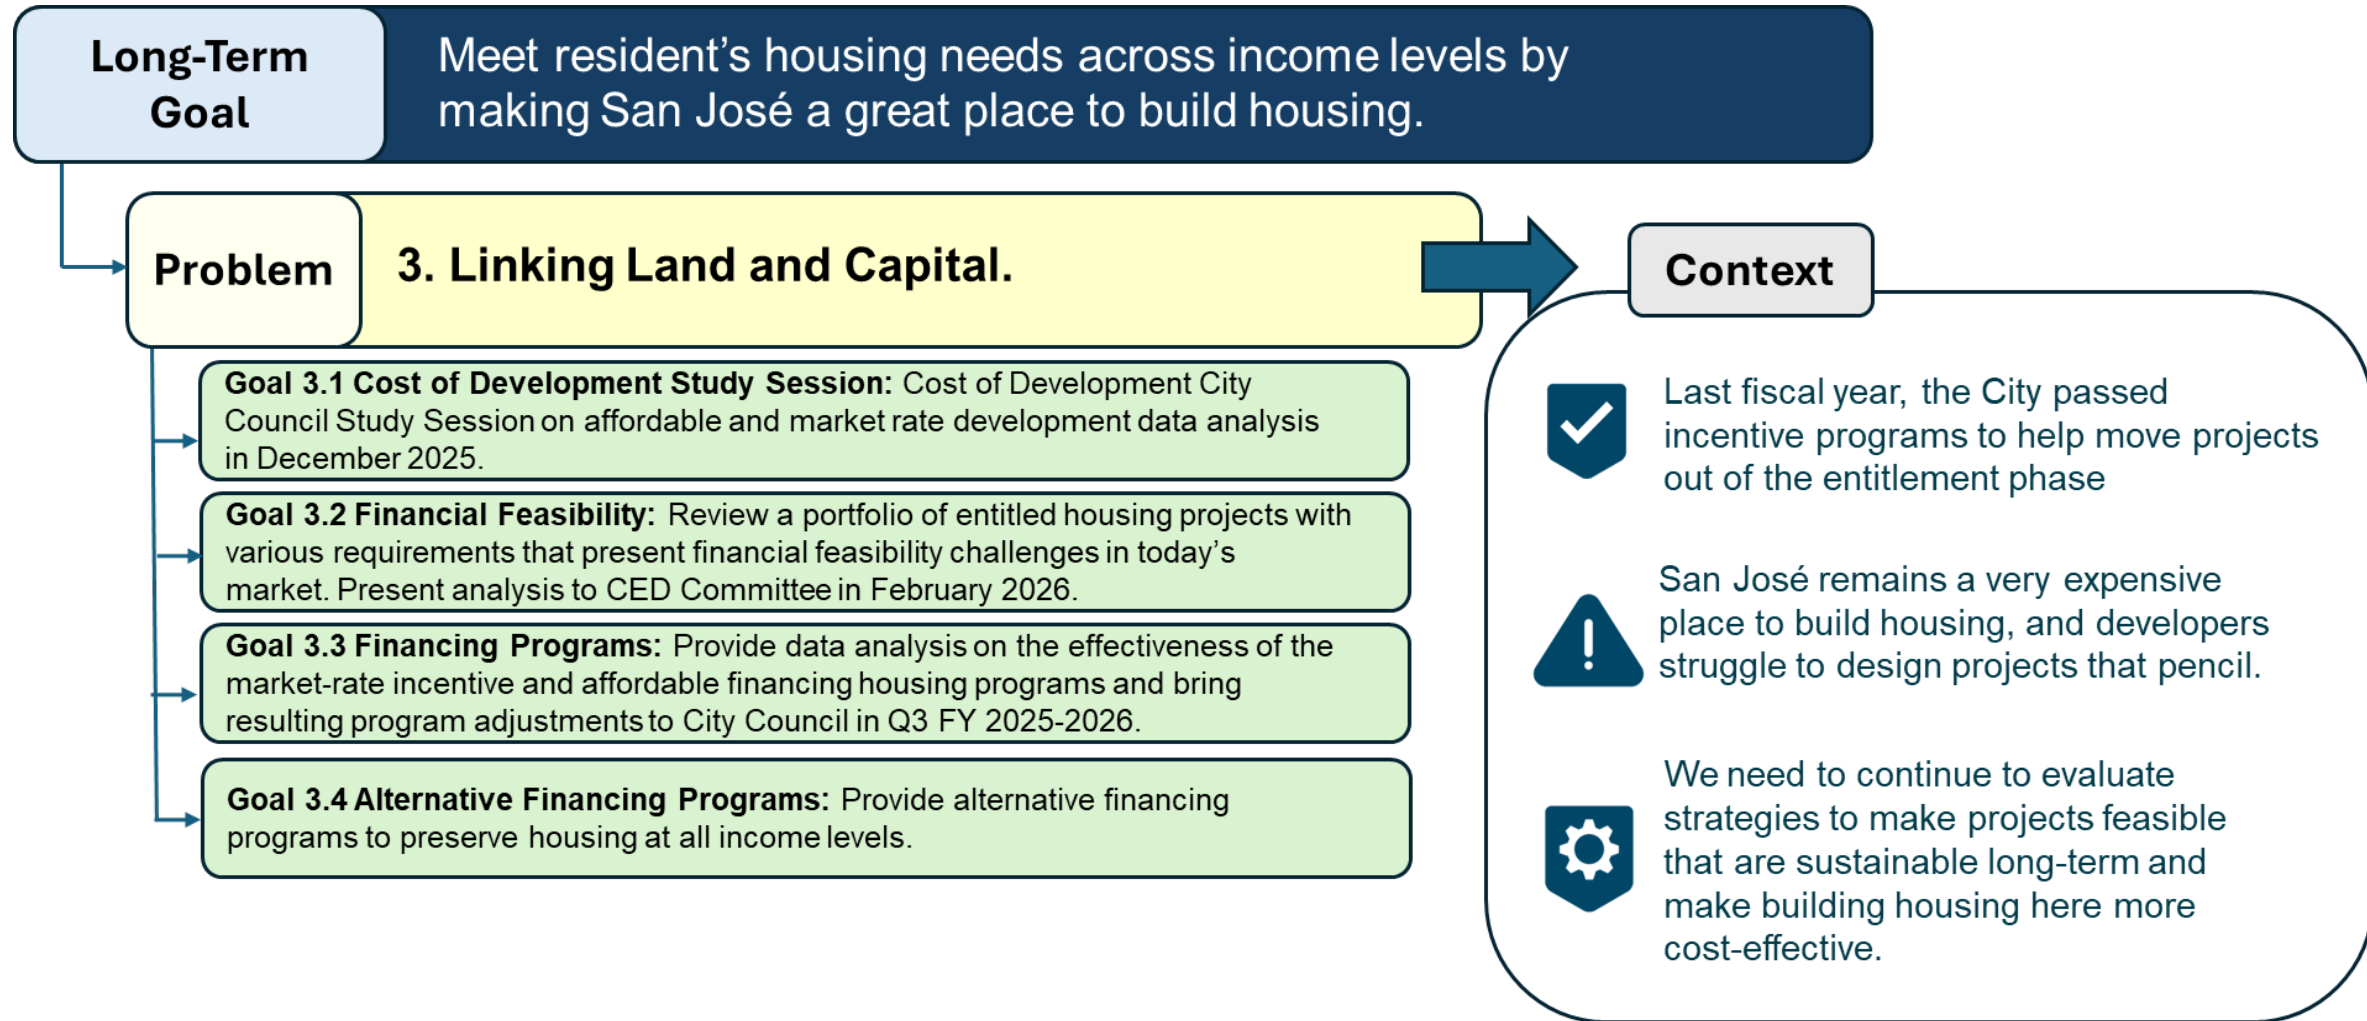 Long-Term
Goal
Meet resident’s housing needs across income levels by
making San José a great place to build housing.
Problem
3. Linking Land and Capital.
Goal 3.1 Cost of Development Study Session: Cost of Development City
Council Study Session on affordable and market rate development data analysis
in December 2025.
Goal 3.2 Financial Feasibility: Review a portfolio of entitled housing projects with
various requirements that present financial feasibility challenges in today’s
market. Present analysis to CED Committee in February 2026.
Goal 3.3 Financing Programs: Provide data analysis on the effectiveness of the
market-rate incentive and affordable financing housing programs and bring
resulting program adjustments to City Council in Q3 FY 2025-2026.
Goal 3.4 Alternative Financing Programs: Provide alternative financing
programs to preserve housing at all income levels.
Context
Last fiscal year, the City passed
incentive programs to help move projects
out of the entitlement phase
San José remains a very expensive
place to build housing, and developers
struggle to design projects that pencil.
We need to continue to evaluate
strategies to make projects feasible
that are sustainable long-term and
make building housing here more
cost-effective.